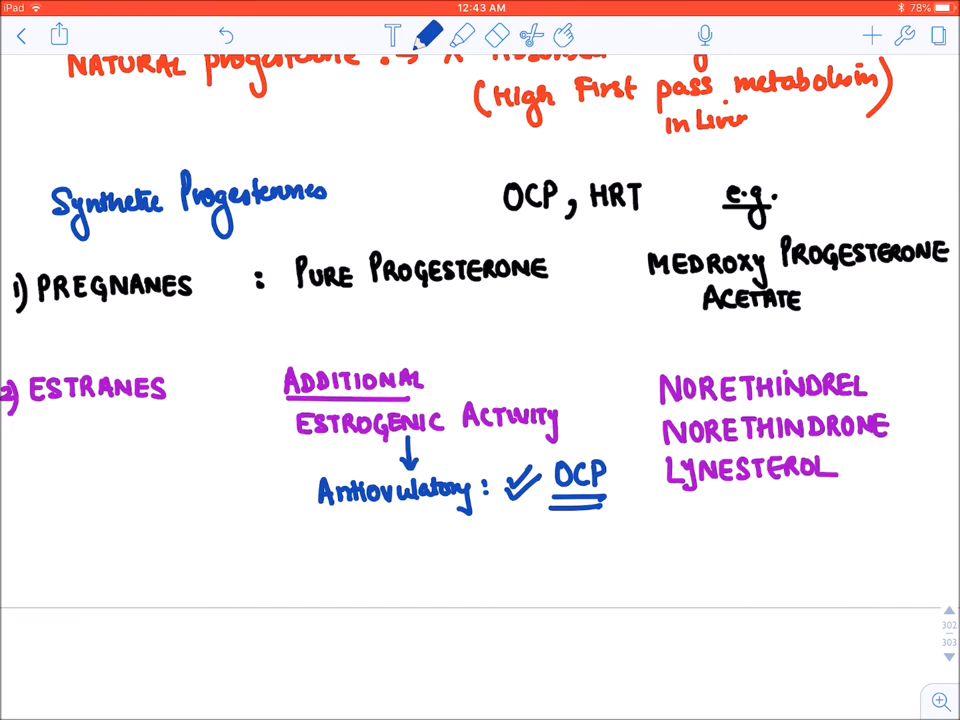 iPad 12:43 AM 78%
T
NATURAL progesterone :→ X
(High First pass metabolism)
in Liver
Synthetic Progesterones OCP, HRT e.g.
1) PREGNANES : PURE PROGESTERONE MEDROXY PROGESTERONE
ACETATE
2) ESTRANES ADDITIONAL NORETHINDREL
ESTROGENIC ACTIVITY NORETHINDRONE
LYNESTEROL
Antiovulatory : OCP
302
303